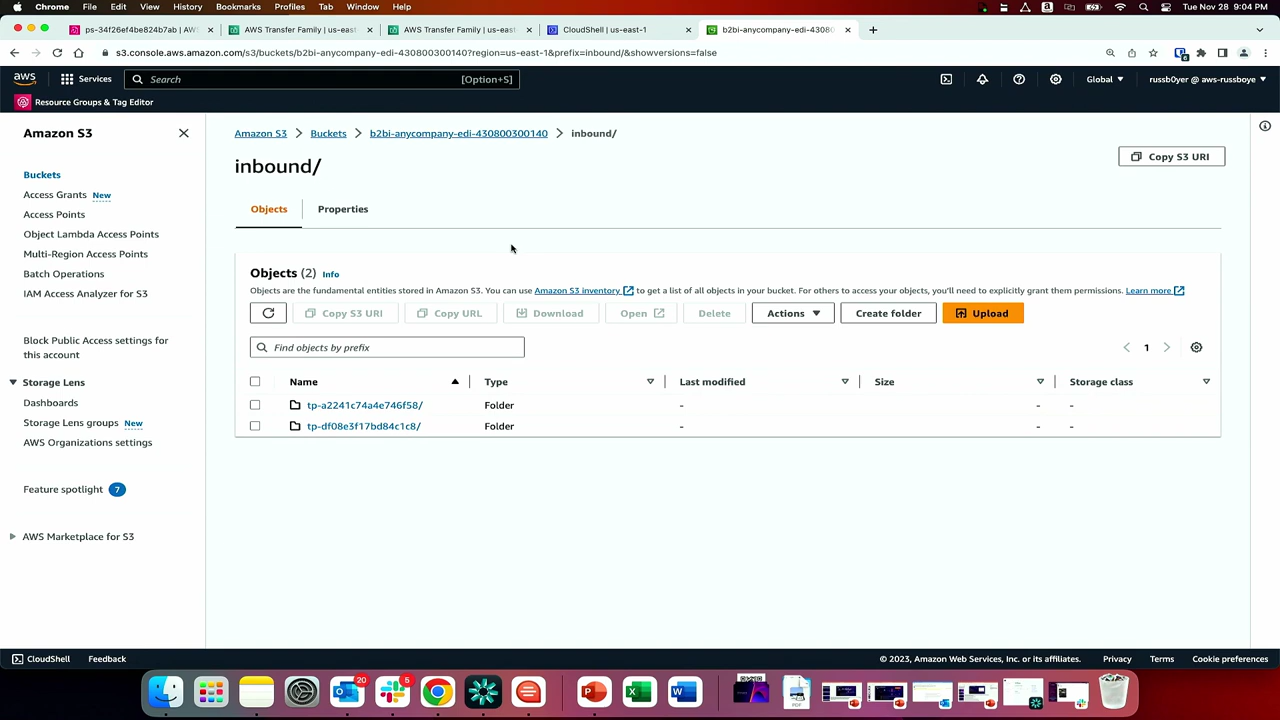 Chrome File Edit View History Bookmarks Profiles Tab Window Help Tue Nov 28 9:04 PM
ps-34f26ef4be824b7ab | AWS AWS Transfer Family | us-east- AWS Transfer Family | us-east- CloudShell | us-east-1 b2bi-anycompany-edi-430800
s3.console.aws.amazon.com/s3/buckets/b2bi-anycompany-edi-430800300140?region=us-east-1&prefix=inbound/&showversions=false
aws Services Search [Option+S] Global russb0yer @ aws-russboye
Resource Groups & Tag Editor
Amazon S3
Buckets
Access Grants New
Access Points
Object Lambda Access Points
Multi-Region Access Points
Batch Operations
IAM Access Analyzer for S3
Block Public Access settings for
this account
Storage Lens
Dashboards
Storage Lens groups New
AWS Organizations settings
Feature spotlight 7
AWS Marketplace for S3
Amazon S3 > Buckets > b2bi-anycompany-edi-430800300140 > inbound/
inbound/
Copy S3 URI
Objects Properties
Objects (2) Info
Objects are the fundamental entities stored in Amazon S3. You can use Amazon S3 inventory to get a list of all objects in your bucket. For others to access your objects, you'll need to explicitly grant them permissions. Learn more
Copy S3 URI Copy URL Download Open Delete Actions Create folder Upload
Find objects by prefix 1
Name Type Last modified Size Storage class
tp-a2241c74a4e746f58/ Folder - - -
tp-df08e3f17bd84c1c8/ Folder - - -
CloudShell Feedback © 2023, Amazon Web Services, Inc. or its affiliates. Privacy Terms Cookie preferences
20 5